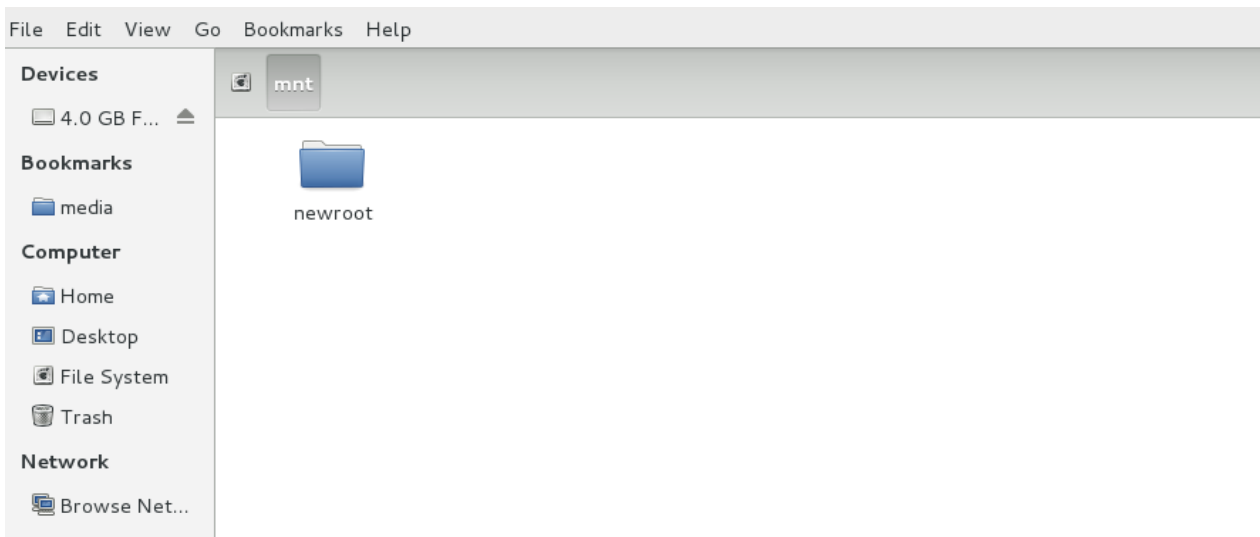 File Edit View Go Bookmarks Help
Devices
4.0 GB F...
Bookmarks
media
Computer
Home
Desktop
File System
Trash
Network
Browse Net...
mnt
newroot